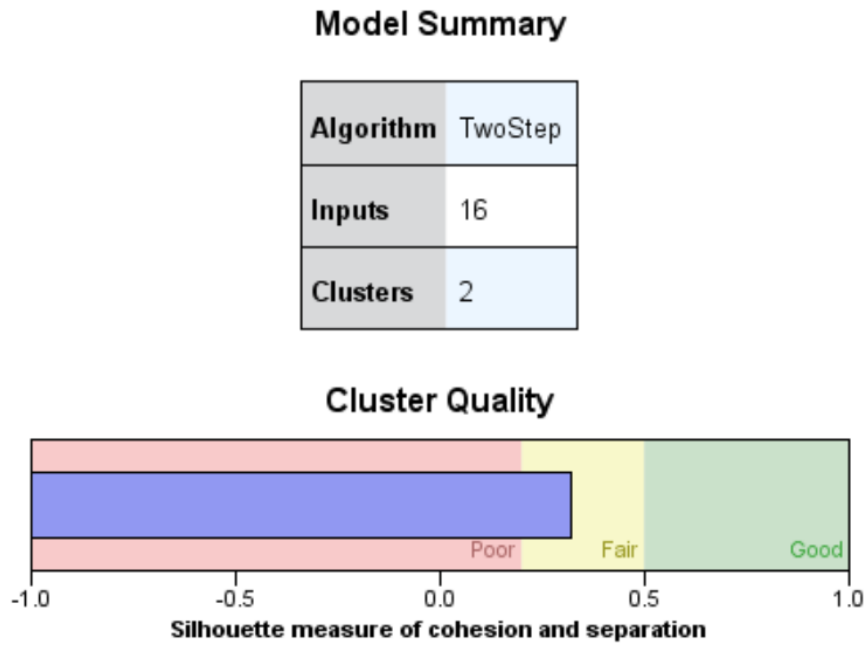 Model Summary
Algorithm TwoStep
Inputs 16
Clusters 2
Cluster Quality
Poor Fair Good
-1.0 -0.5 0.0 0.5 1.0
Silhouette measure of cohesion and separation